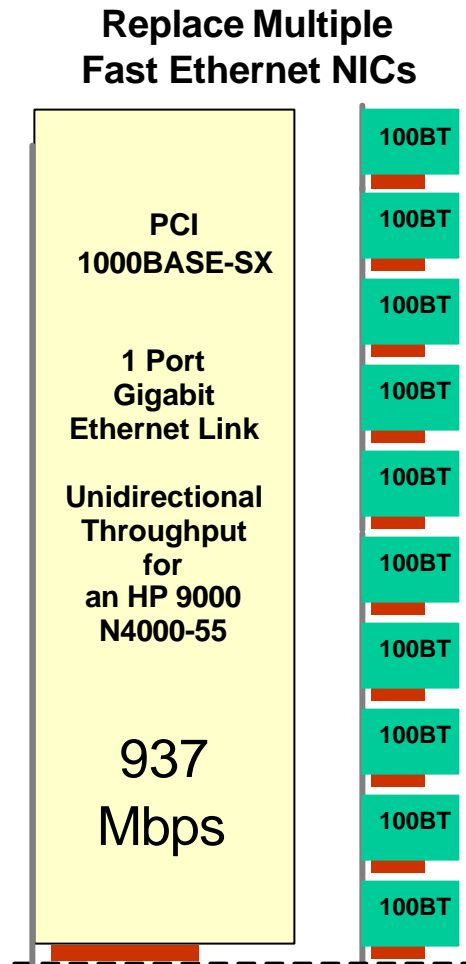 Replace Multiple
Fast Ethernet NICs
PCI
1000BASE-SX
1 Port
Gigabit
Ethernet Link
Unidirectional
Throughput
for
an HP 9000
N4000-55
937
Mbps
100BT
100BT
100BT
100BT
100BT
100BT
100BT
100BT
100BT
100BT